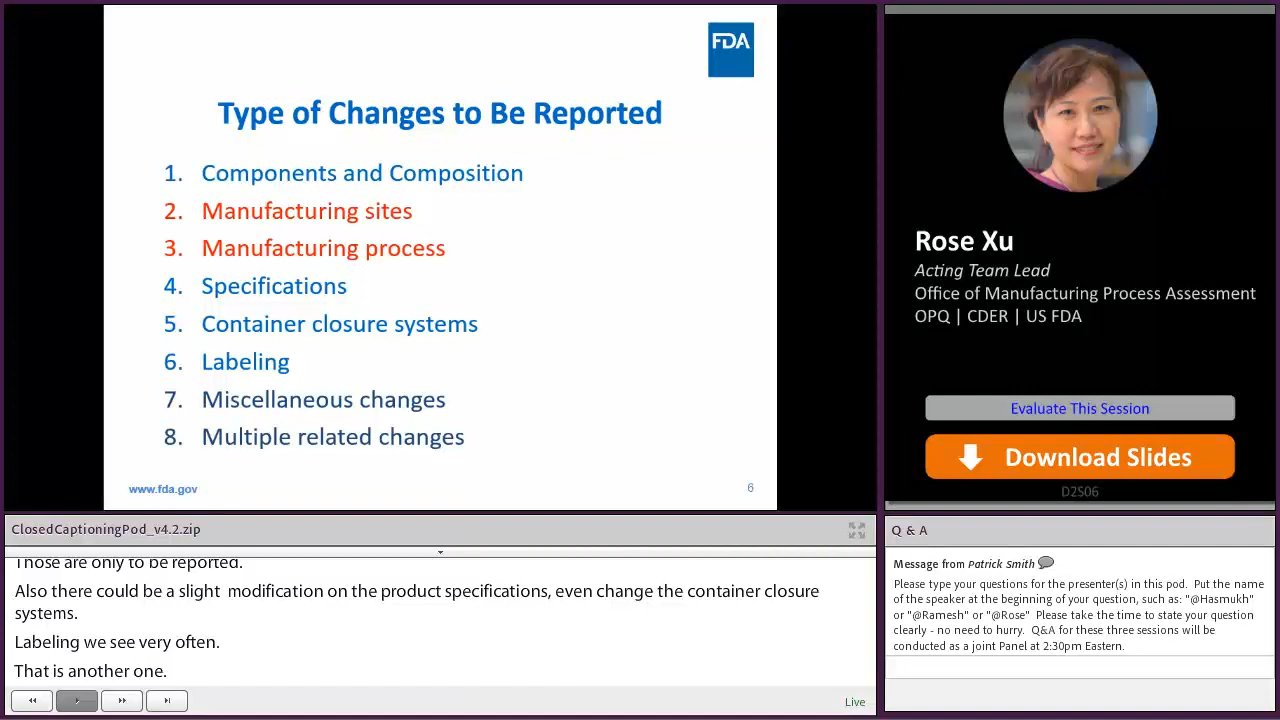 FDA
Type of Changes to Be Reported
1. Components and Composition
2. Manufacturing sites
3. Manufacturing process
4. Specifications
5. Container closure systems
6. Labeling
7. Miscellaneous changes
8. Multiple related changes
www.fda.gov
6
Rose Xu
Acting Team Lead
Office of Manufacturing Process Assessment
OPQ | CDER | US FDA
Evaluate This Session
Download Slides
D2S06
ClosedCaptioningPod_v4.2.zip
Those are only to be reported.
Also there could be a slight modification on the product specifications, even change the container closure
systems.
Labeling we see very often.
That is another one.
Live
Q & A
Message from Patrick Smith
Please type your questions for the presenter(s) in this pod. Put the name
of the speaker at the beginning of your question, such as: "@Hasmukh"
or "@Ramesh" or "@Rose" Please take the time to state your question
clearly - no need to hurry. Q&A for these three sessions will be
conducted as a joint Panel at 2:30pm Eastern.